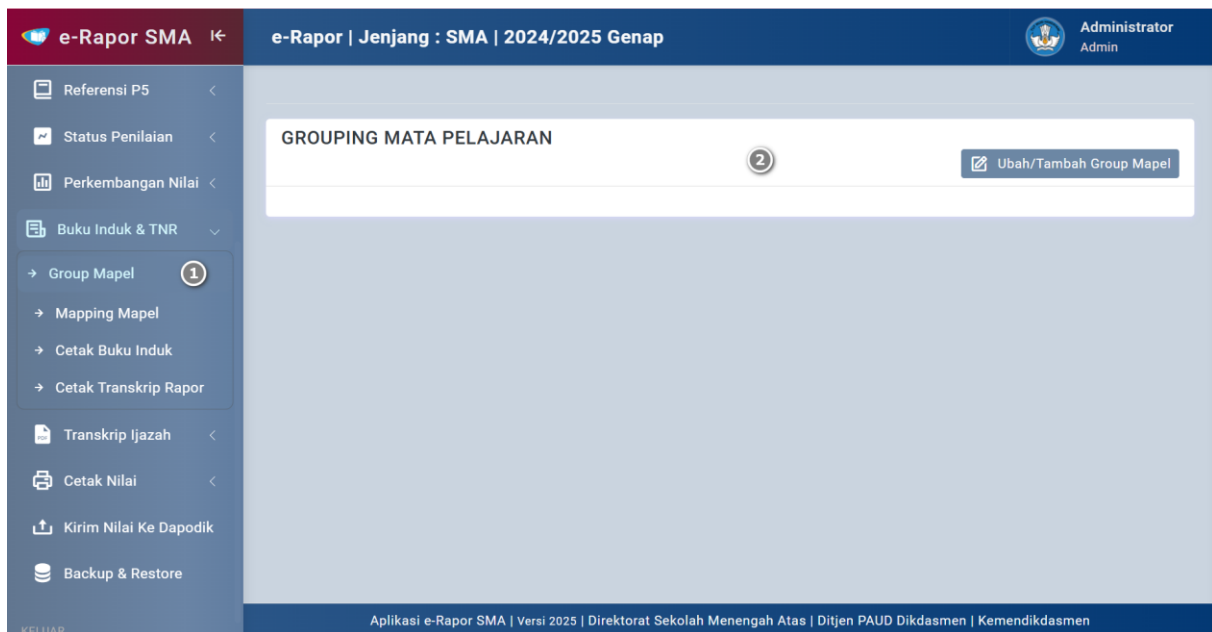 e-Rapor SMA
e-Rapor | Jenjang : SMA | 2024/2025 Genap
Administrator
Admin
Referensi P5
Status Penilaian
Perkembangan Nilai
Buku Induk & TNR
Group Mapel
1
Mapping Mapel
Cetak Buku Induk
Cetak Transkrip Rapor
Transkrip Ijazah
Cetak Nilai
Kirim Nilai Ke Dapodik
Backup & Restore
KELUAR
GROUPING MATA PELAJARAN
2
Ubah/Tambah Group Mapel
Aplikasi e-Rapor SMA | Versi 2025 | Direktorat Sekolah Menengah Atas | Ditjen PAUD Dikdasmen | Kemendikdasmen